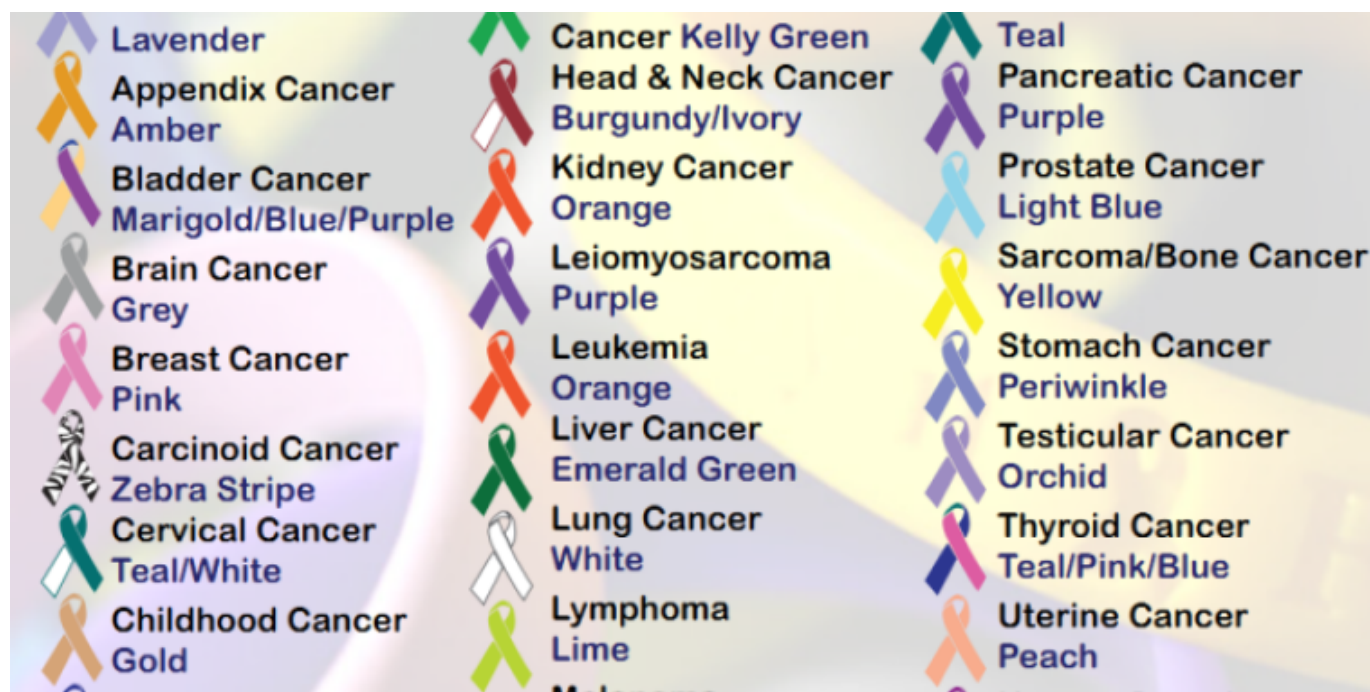 Lavender
Appendix Cancer
Amber
Bladder Cancer
Marigold/Blue/Purple
Brain Cancer
Grey
Breast Cancer
Pink
Carcinoid Cancer
Zebra Stripe
Cervical Cancer
Teal/White
Childhood Cancer
Gold
Cancer Kelly Green
Head & Neck Cancer
Burgundy/Ivory
Kidney Cancer
Orange
Leiomyosarcoma
Purple
Leukemia
Orange
Liver Cancer
Emerald Green
Lung Cancer
White
Lymphoma
Lime
Teal
Pancreatic Cancer
Purple
Prostate Cancer
Light Blue
Sarcoma/Bone Cancer
Yellow
Stomach Cancer
Periwinkle
Testicular Cancer
Orchid
Thyroid Cancer
Teal/Pink/Blue
Uterine Cancer
Peach